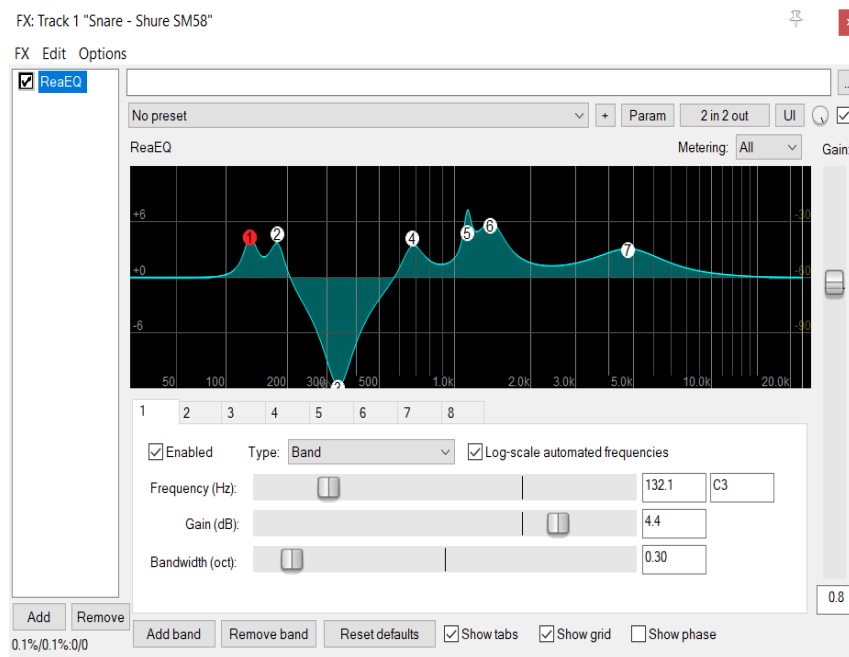 FX: Track 1 "Snare - Shure SM58"
FX Edit Options
ReaEQ
...
No preset + Param 2 in 2 out UI
ReaEQ Metering: All Gain:
+6 -30
+0 -60
-6 -90
1 2 3 4 5 6 7
50 100 200 300 500 1.0k 2.0k 3.0k 5.0k 10.0k 20.0k
1 2 3 4 5 6 7 8
Enabled Type: Band Log-scale automated frequencies
Frequency (Hz): 132.1 C3
Gain (dB): 4.4
Bandwidth (oct): 0.30
0.8
Add Remove
Add band Remove band Reset defaults Show tabs Show grid Show phase
0.1%/0.1%:0/0